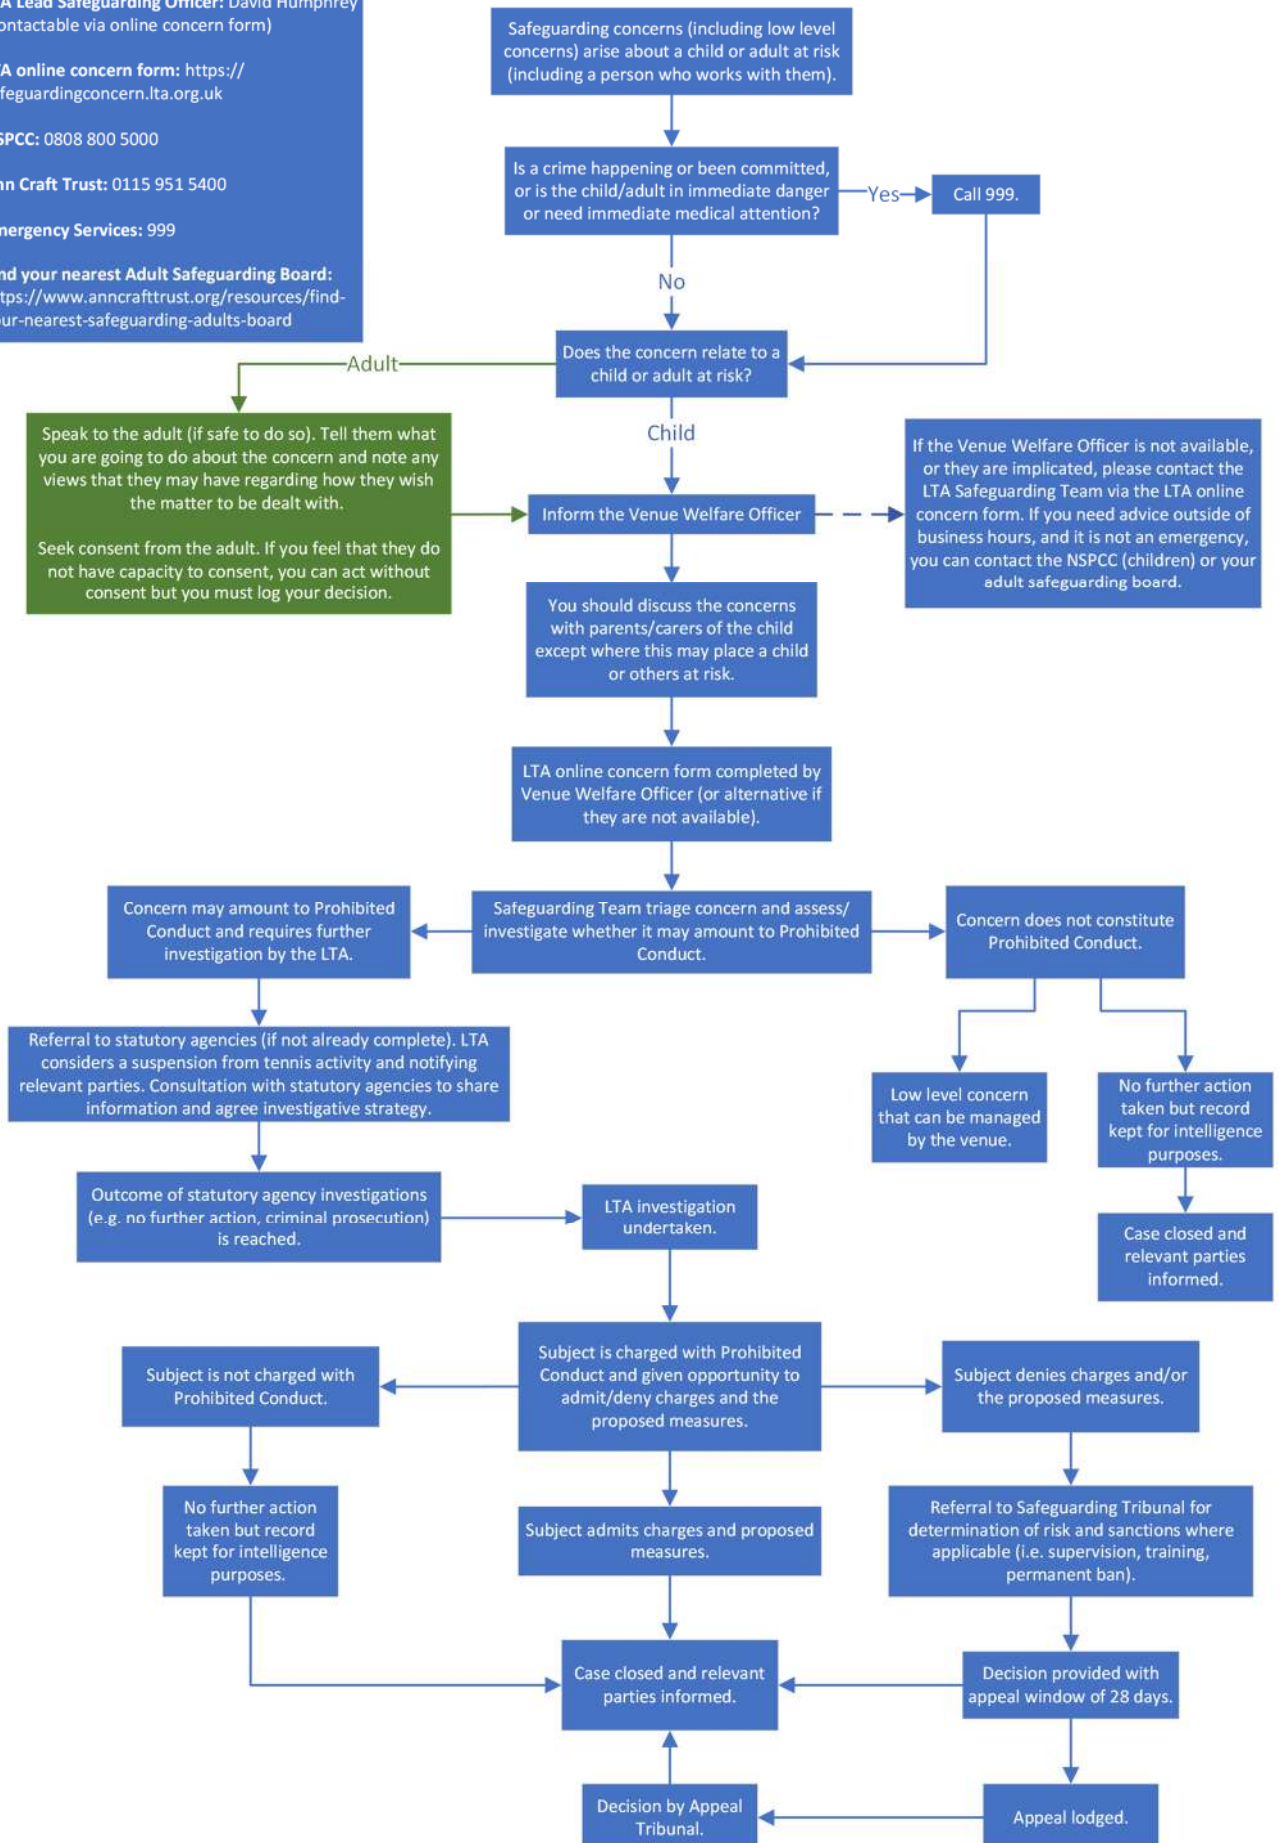 A Lead Safeguarding Officer: David Humphrey
ontactable via online concern form)
A online concern form: https://
feguardingconcern.lta.org.uk
SPCC: 0808 800 5000
nn Craft Trust: 0115 951 5400
mergency Services: 999
nd your nearest Adult Safeguarding Board:
tps://www.anncrafttrust.org/resources/find-
our-nearest-safeguarding-adults-board
Safeguarding concerns (including low level
concerns) arise about a child or adult at risk
(including a person who works with them).
Is a crime happening or been committed,
or is the child/adult in immediate danger
or need immediate medical attention?
Yes
Call 999.
No
Does the concern relate to a
child or adult at risk?
Adult
Child
Speak to the adult (if safe to do so). Tell them what
you are going to do about the concern and note any
views that they may have regarding how they wish
the matter to be dealt with.
Seek consent from the adult. If you feel that they do
not have capacity to consent, you can act without
consent but you must log your decision.
Inform the Venue Welfare Officer
If the Venue Welfare Officer is not available,
or they are implicated, please contact the
LTA Safeguarding Team via the LTA online
concern form. If you need advice outside of
business hours, and it is not an emergency,
you can contact the NSPCC (children) or your
adult safeguarding board.
You should discuss the concerns
with parents/carers of the child
except where this may place a child
or others at risk.
LTA online concern form completed by
Venue Welfare Officer (or alternative if
they are not available).
Safeguarding Team triage concern and assess/
investigate whether it may amount to Prohibited
Conduct.
Concern may amount to Prohibited
Conduct and requires further
investigation by the LTA.
Concern does not constitute
Prohibited Conduct.
Referral to statutory agencies (if not already complete). LTA
considers a suspension from tennis activity and notifying
relevant parties. Consultation with statutory agencies to share
information and agree investigative strategy.
Low level concern
that can be managed
by the venue.
No further action
taken but record
kept for intelligence
purposes.
Outcome of statutory agency investigations
(e.g. no further action, criminal prosecution)
is reached.
LTA investigation
undertaken.
Case closed and
relevant parties
informed.
Subject is not charged with
Prohibited Conduct.
Subject is charged with Prohibited
Conduct and given opportunity to
admit/deny charges and the
proposed measures.
Subject denies charges and/or
the proposed measures.
No further action
taken but record
kept for intelligence
purposes.
Subject admits charges and proposed
measures.
Referral to Safeguarding Tribunal for
determination of risk and sanctions where
applicable (i.e. supervision, training,
permanent ban).
Case closed and relevant
parties informed.
Decision provided with
appeal window of 28 days.
Decision by Appeal
Tribunal.
Appeal lodged.